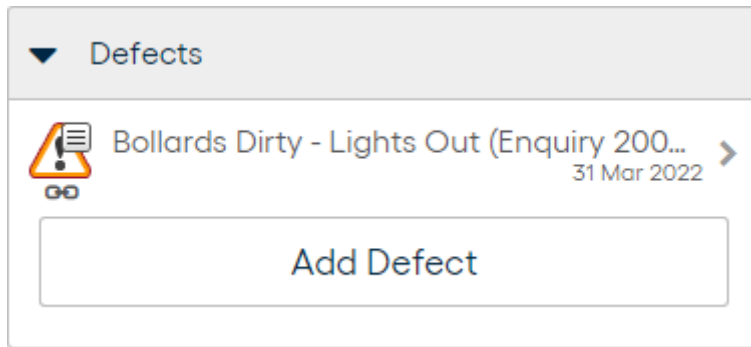 Defects
Bollards Dirty - Lights Out (Enquiry 200...
31 Mar 2022
Add Defect